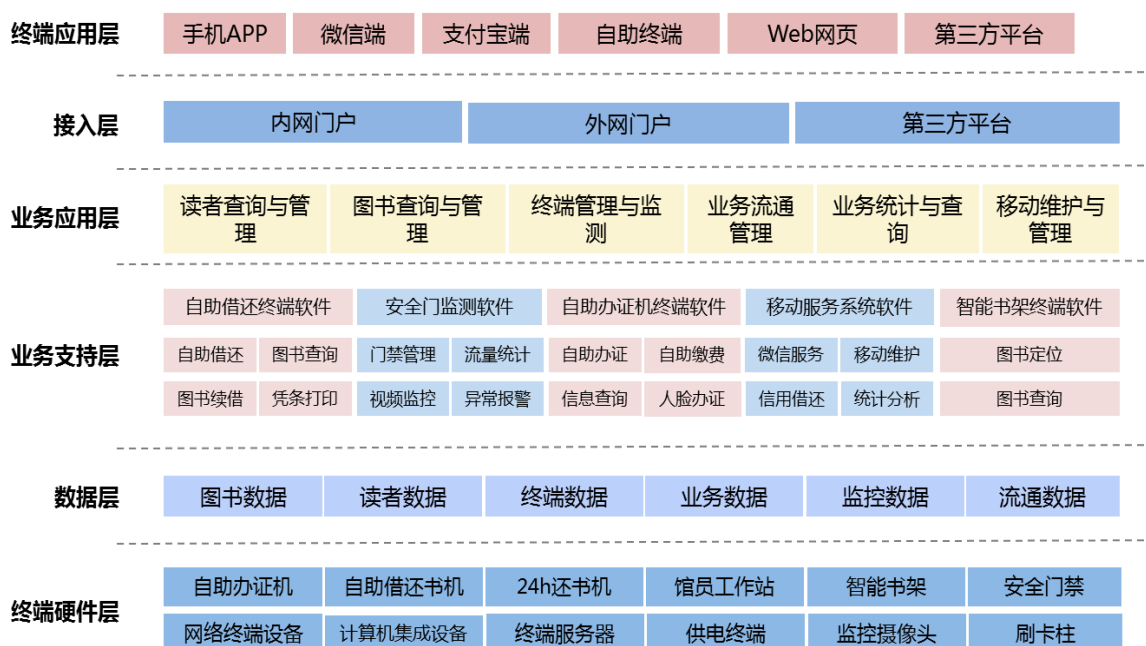 终端应用层
手机APP
微信端
支付宝端
自助终端
Web网页
第三方平台
接入层
内网门户
外网门户
第三方平台
业务应用层
读者查询与管
理
图书查询与管
理
终端管理与监
测
业务流通
管理
业务统计与查
询
移动维护与
管理
业务支持层
自助借还终端软件
安全门监测软件
自助办证机终端软件
移动服务系统软件
智能书架终端软件
自助借还
图书查询
门禁管理
流量统计
自助办证
自助缴费
微信服务
移动维护
图书定位
图书续借
凭条打印
视频监控
异常报警
信息查询
人脸办证
信用借还
统计分析
图书查询
数据层
图书数据
读者数据
终端数据
业务数据
监控数据
流通数据
终端硬件层
自助办证机
自助借还书机
24h还书机
馆员工作站
智能书架
安全门禁
网络终端设备
计算机集成设备
终端服务器
供电终端
监控摄像头
刷卡柱